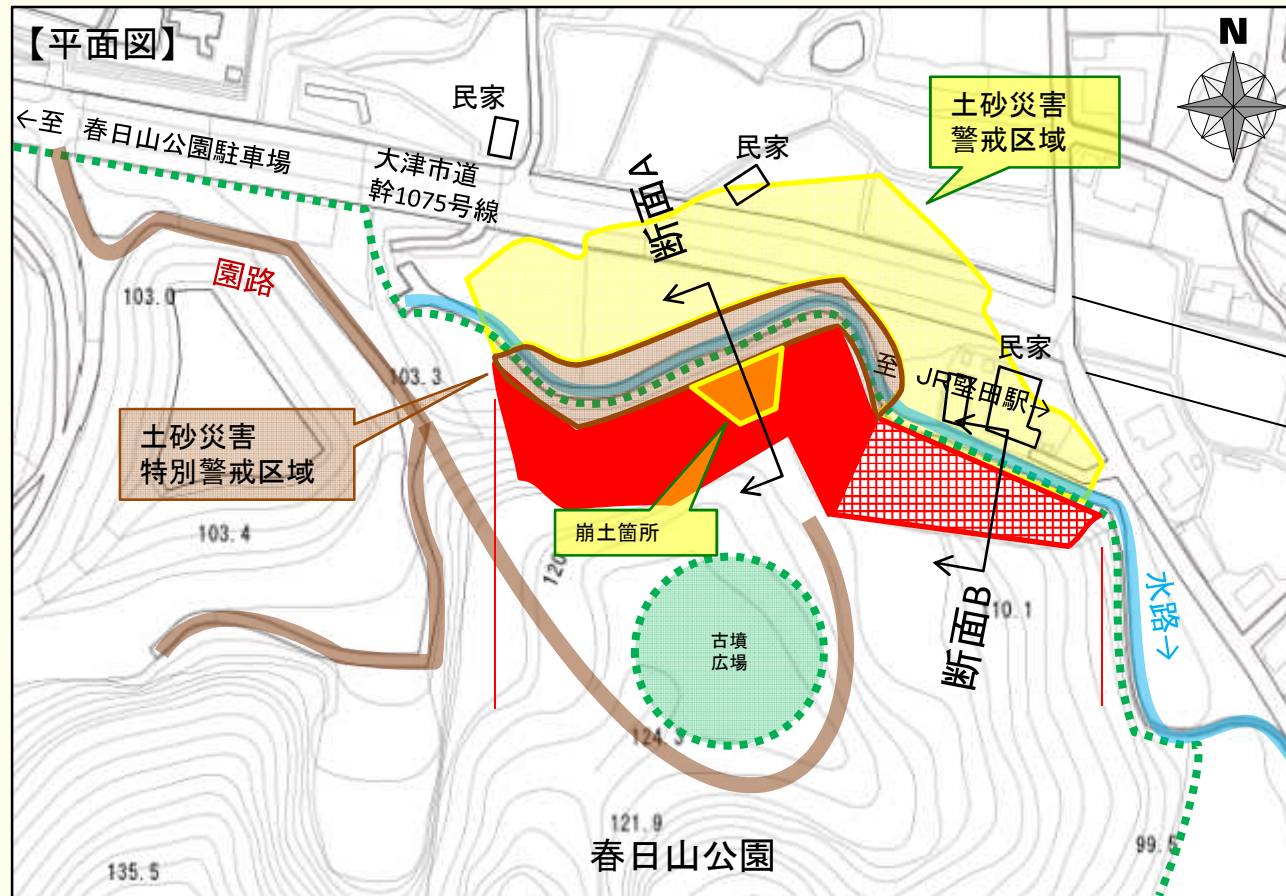 【平面図】
N
民家
土砂災害
警戒区域
←至 春日山公園駐車場
大津市道
幹1075号線
民家
断面A
園路
103.0
民家
至
JR堅田駅→
103.3
土砂災害
特別警戒区域
崩土箇所
103.4
120
110.1
水路→
古墳
広場
断面B
124.3
121.9
春日山公園
99.5
135.5